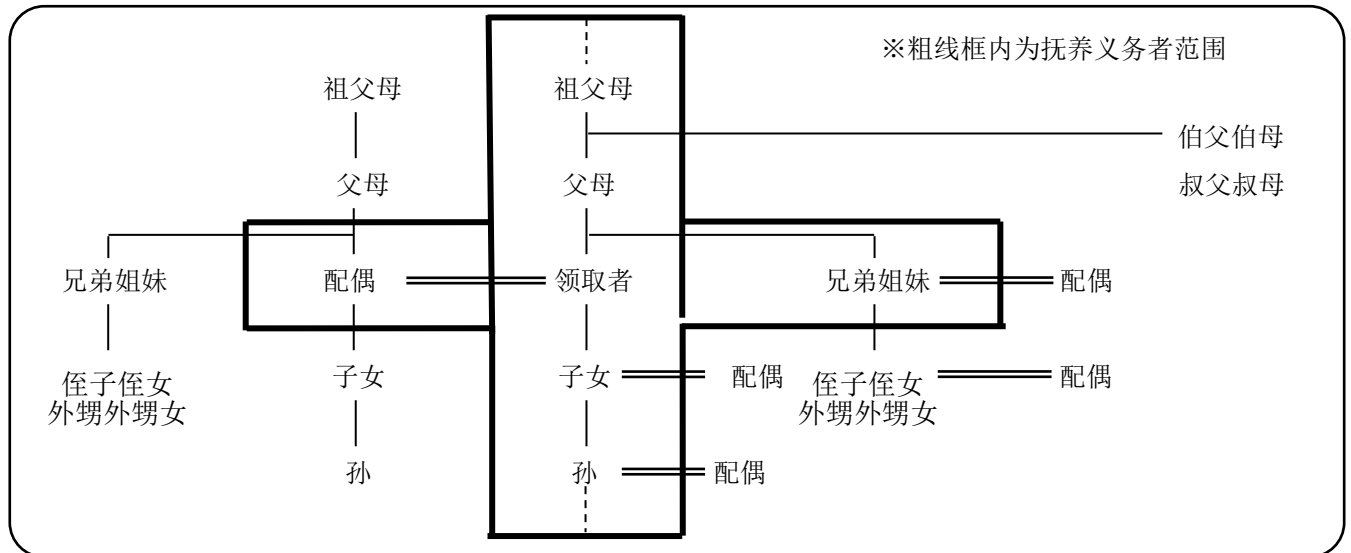 ※粗线框内为抚养义务者范围
祖父母
祖父母
伯父伯母
父母
父母
叔父叔母
兄弟姐妹
配偶
领取者
兄弟姐妹
配偶
侄子侄女
外甥外甥女
子女
子女
配偶
侄子侄女
外甥外甥女
配偶
孙
孙
配偶